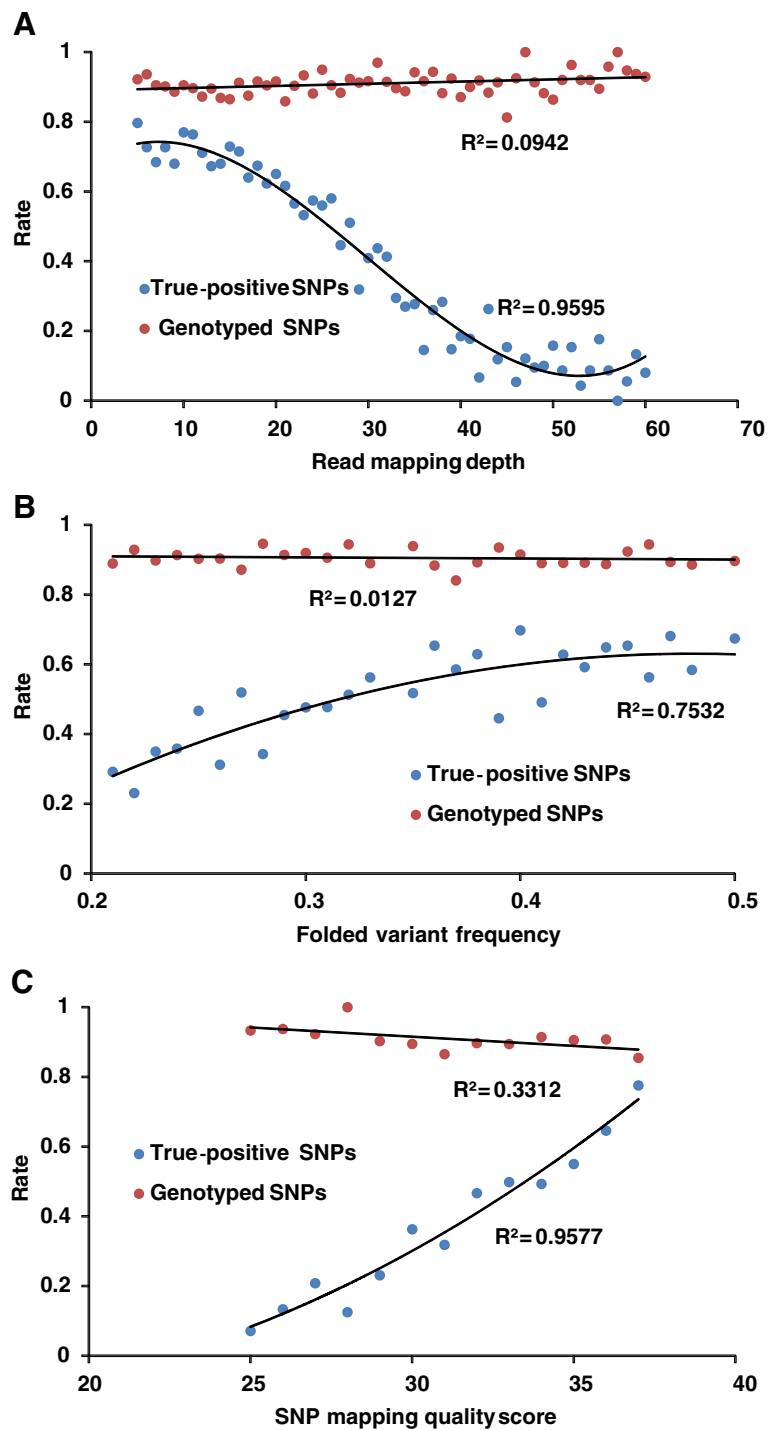 A
1
0.8
0.6
0.4
0.2
0
Rate
R²=0.0942
True-positive SNPs
R²=0.9595
Genotyped SNPs
0 10 20 30 40 50 60 70
Read mapping depth
B
1
0.8
0.6
0.4
0.2
0
Rate
R²=0.0127
R²=0.7532
True-positive SNPs
Genotyped SNPs
0.2 0.3 0.4 0.5
Folded variant frequency
C
1
0.8
0.6
0.4
0.2
0
Rate
R²=0.3312
True-positive SNPs
Genotyped SNPs
R²=0.9577
20 25 30 35 40
SNP mapping quality score